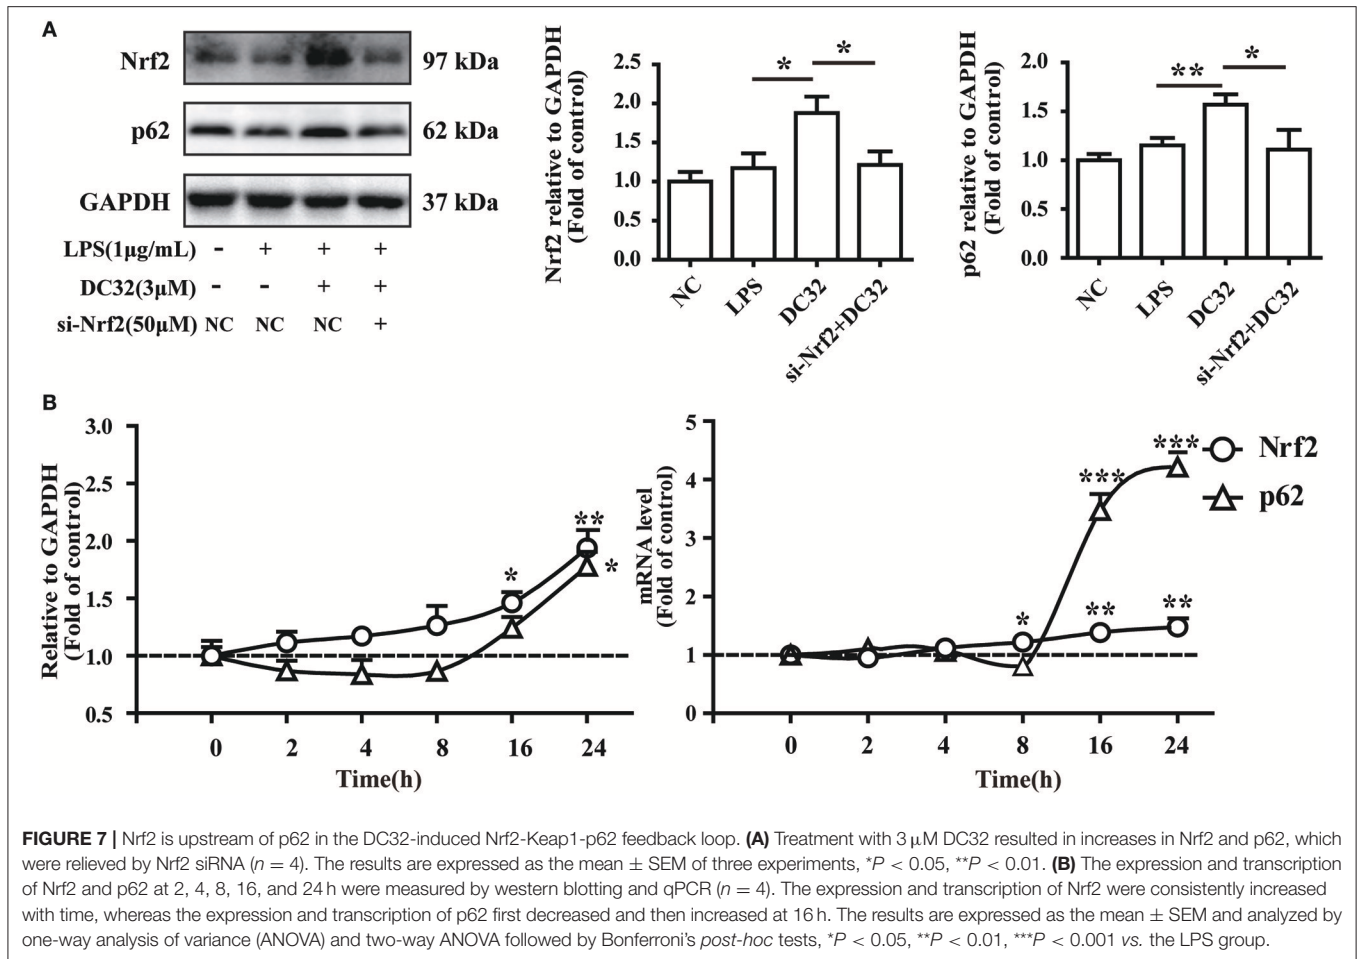 A
Nrf2 97 kDa
p62 62 kDa
GAPDH 37 kDa
LPS(1μg/mL) - + + +
DC32(3μM) - - + +
si-Nrf2(50μM) NC NC NC +
Nrf2 relative to GAPDH
(Fold of control)
2.5
2.0
1.5
1.0
0.5
0.0
* *
NC LPS DC32 si-Nrf2+DC32
p62 relative to GAPDH
(Fold of control)
2.0
1.5
1.0
0.5
0.0
** *
NC LPS DC32 si-Nrf2+DC32
B
Relative to GAPDH
(Fold of control)
3.0
2.5
2.0
1.5
1.0
0.5
* ** *
0 2 4 8 16 24
Time(h)
mRNA level
(Fold of control)
5
4
3
2
1
0
*** ***
* ** **
0 2 4 8 16 24
Time(h)
Nrf2
p62
FIGURE 7 | Nrf2 is upstream of p62 in the DC32-induced Nrf2-Keap1-p62 feedback loop. (A) Treatment with 3 μM DC32 resulted in increases in Nrf2 and p62, which
were relieved by Nrf2 siRNA (n = 4). The results are expressed as the mean ± SEM of three experiments, *P < 0.05, **P < 0.01. (B) The expression and transcription
of Nrf2 and p62 at 2, 4, 8, 16, and 24 h were measured by western blotting and qPCR (n = 4). The expression and transcription of Nrf2 were consistently increased
with time, whereas the expression and transcription of p62 first decreased and then increased at 16 h. The results are expressed as the mean ± SEM and analyzed by
one-way analysis of variance (ANOVA) and two-way ANOVA followed by Bonferroni's post-hoc tests, *P < 0.05, **P < 0.01, ***P < 0.001 vs. the LPS group.